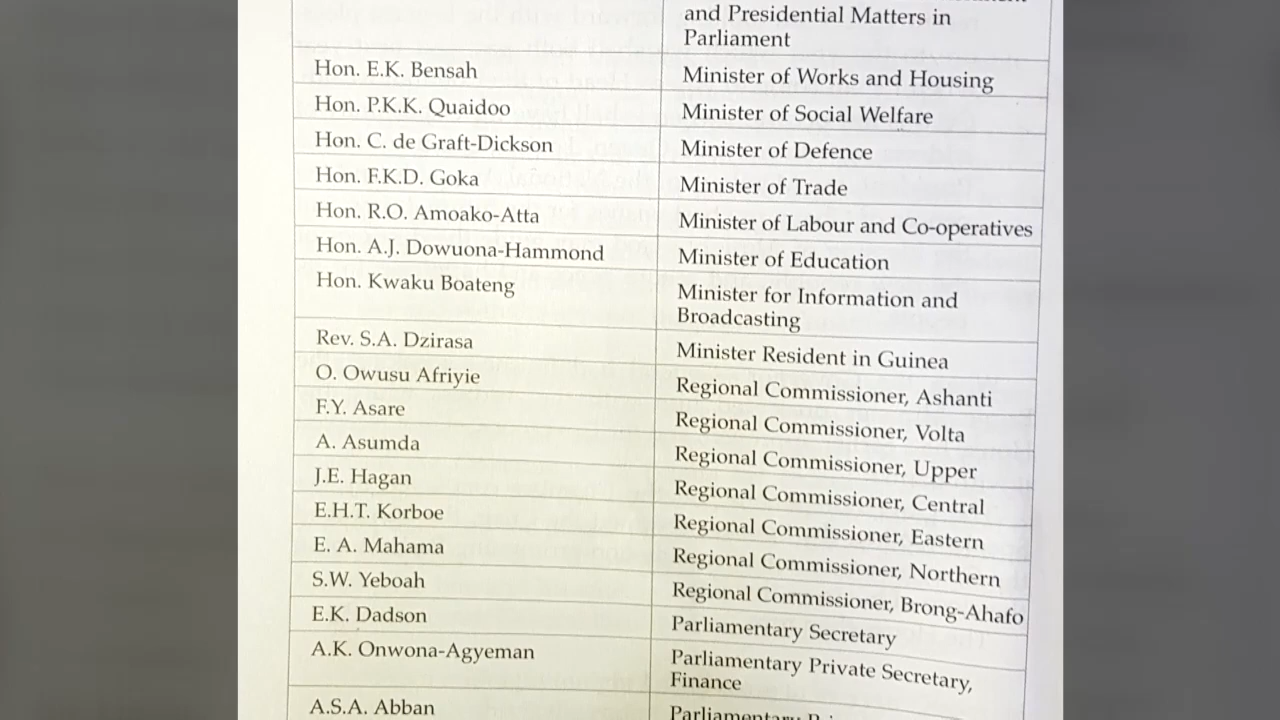 and Presidential Matters in
Parliament
Hon. E.K. Bensah Minister of Works and Housing
Hon. P.K.K. Quaidoo Minister of Social Welfare
Hon. C. de Graft-Dickson Minister of Defence
Hon. F.K.D. Goka Minister of Trade
Hon. R.O. Amoako-Atta Minister of Labour and Co-operatives
Hon. A.J. Dowuona-Hammond Minister of Education
Hon. Kwaku Boateng Minister for Information and
Broadcasting
Rev. S.A. Dzirasa Minister Resident in Guinea
O. Owusu Afriyie Regional Commissioner, Ashanti
F.Y. Asare Regional Commissioner, Volta
A. Asumda Regional Commissioner, Upper
J.E. Hagan Regional Commissioner, Central
E.H.T. Korboe Regional Commissioner, Eastern
E. A. Mahama Regional Commissioner, Northern
S.W. Yeboah Regional Commissioner, Brong-Ahafo
E.K. Dadson Parliamentary Secretary
A.K. Onwona-Agyeman Parliamentary Private Secretary,
Finance
A.S.A. Abban Parliamentary